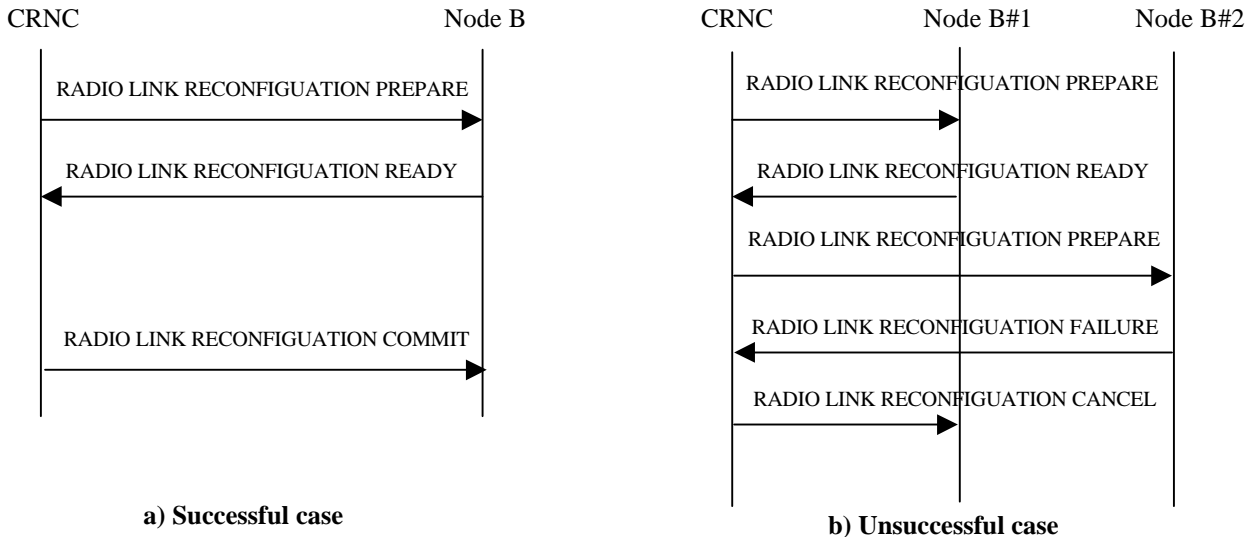 CRNC
Node B
RADIO LINK RECONFIGUATION PREPARE
RADIO LINK RECONFIGUATION READY
RADIO LINK RECONFIGUATION COMMIT
a) Successful case
CRNC
Node B#1
Node B#2
RADIO LINK RECONFIGUATION PREPARE
RADIO LINK RECONFIGUATION READY
RADIO LINK RECONFIGUATION PREPARE
RADIO LINK RECONFIGUATION FAILURE
RADIO LINK RECONFIGUATION CANCEL
b) Unsuccessful case